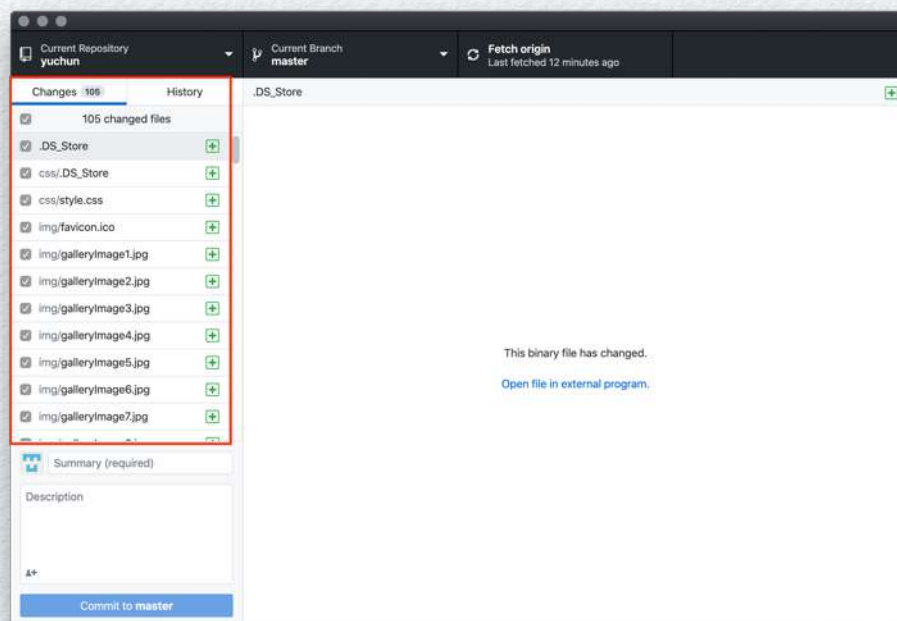 Current Repository
yuchun
Current Branch
master
Fetch origin
Last fetched 12 minutes ago
Changes 105
History
.DS_Store
105 changed files
.DS_Store
css/.DS_Store
css/style.css
img/favicon.ico
img/galleryImage1.jpg
img/galleryImage2.jpg
img/galleryImage3.jpg
img/galleryImage4.jpg
img/galleryImage5.jpg
img/galleryImage6.jpg
img/galleryImage7.jpg
This binary file has changed.
Open file in external program.
Summary (required)
Description
Commit to master